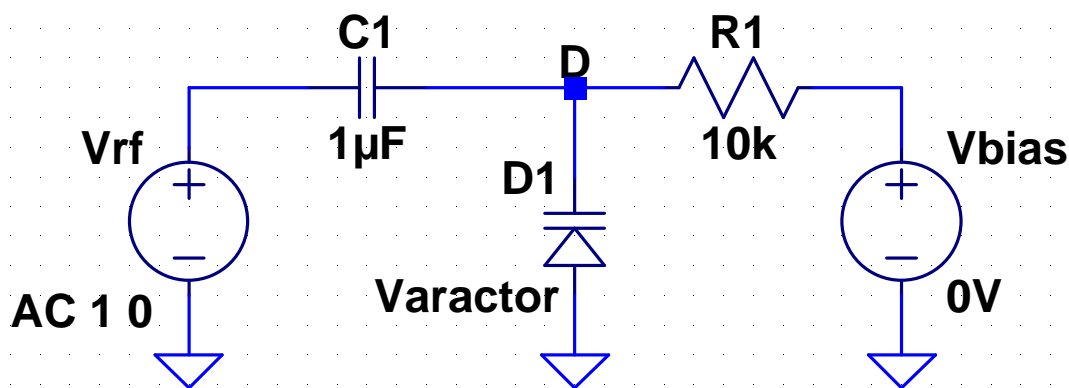 C1
D
R1
Vrf
1µF
10k
Vbias
D1
AC 1 0
Varactor
0V